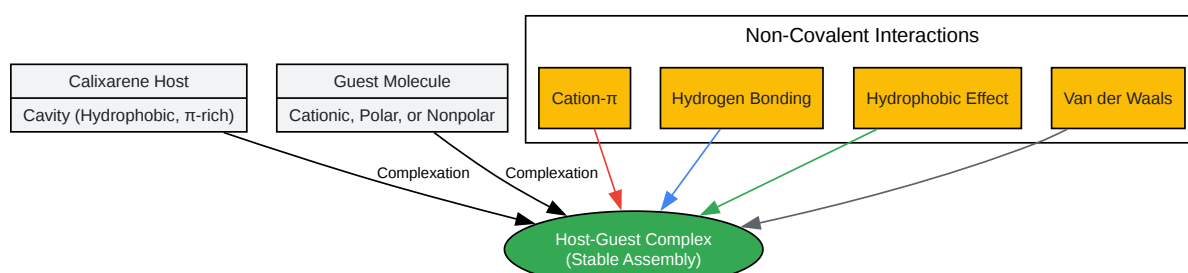 Non-Covalent Interactions
Calixarene Host
Cavity (Hydrophobic, π-rich)
Guest Molecule
Cationic, Polar, or Nonpolar
Cation-π
Hydrogen Bonding
Hydrophobic Effect
Van der Waals
Complexation
Complexation
Host-Guest Complex
(Stable Assembly)